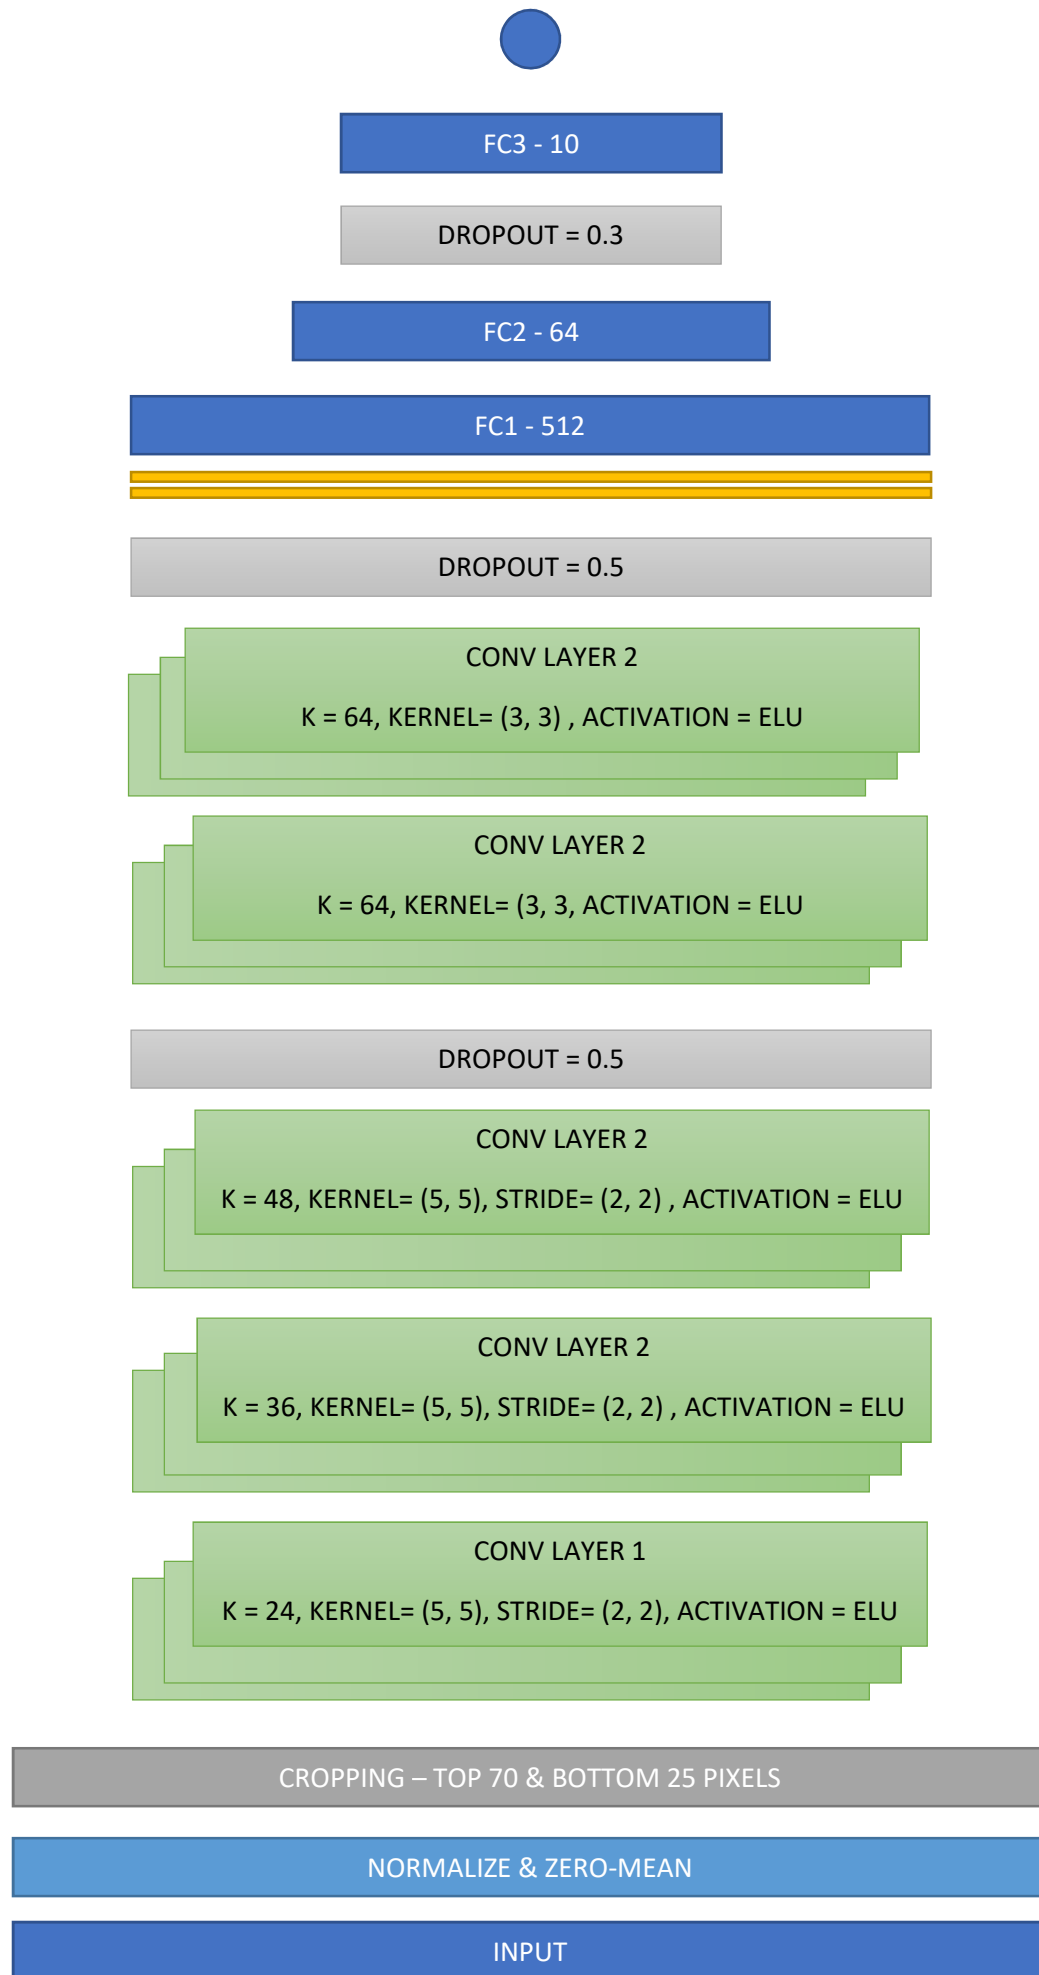 FC3 - 10
DROPOUT = 0.3
FC2 - 64
FC1 - 512
DROPOUT = 0.5
CONV LAYER 2
K = 64, KERNEL= (3, 3) , ACTIVATION = ELU
CONV LAYER 2
K = 64, KERNEL= (3, 3, ACTIVATION = ELU
DROPOUT = 0.5
CONV LAYER 2
K = 48, KERNEL= (5, 5), STRIDE= (2, 2) , ACTIVATION = ELU
CONV LAYER 2
K = 36, KERNEL= (5, 5), STRIDE= (2, 2) , ACTIVATION = ELU
CONV LAYER 1
K = 24, KERNEL= (5, 5), STRIDE= (2, 2), ACTIVATION = ELU
CROPPING – TOP 70 & BOTTOM 25 PIXELS
NORMALIZE & ZERO-MEAN
INPUT